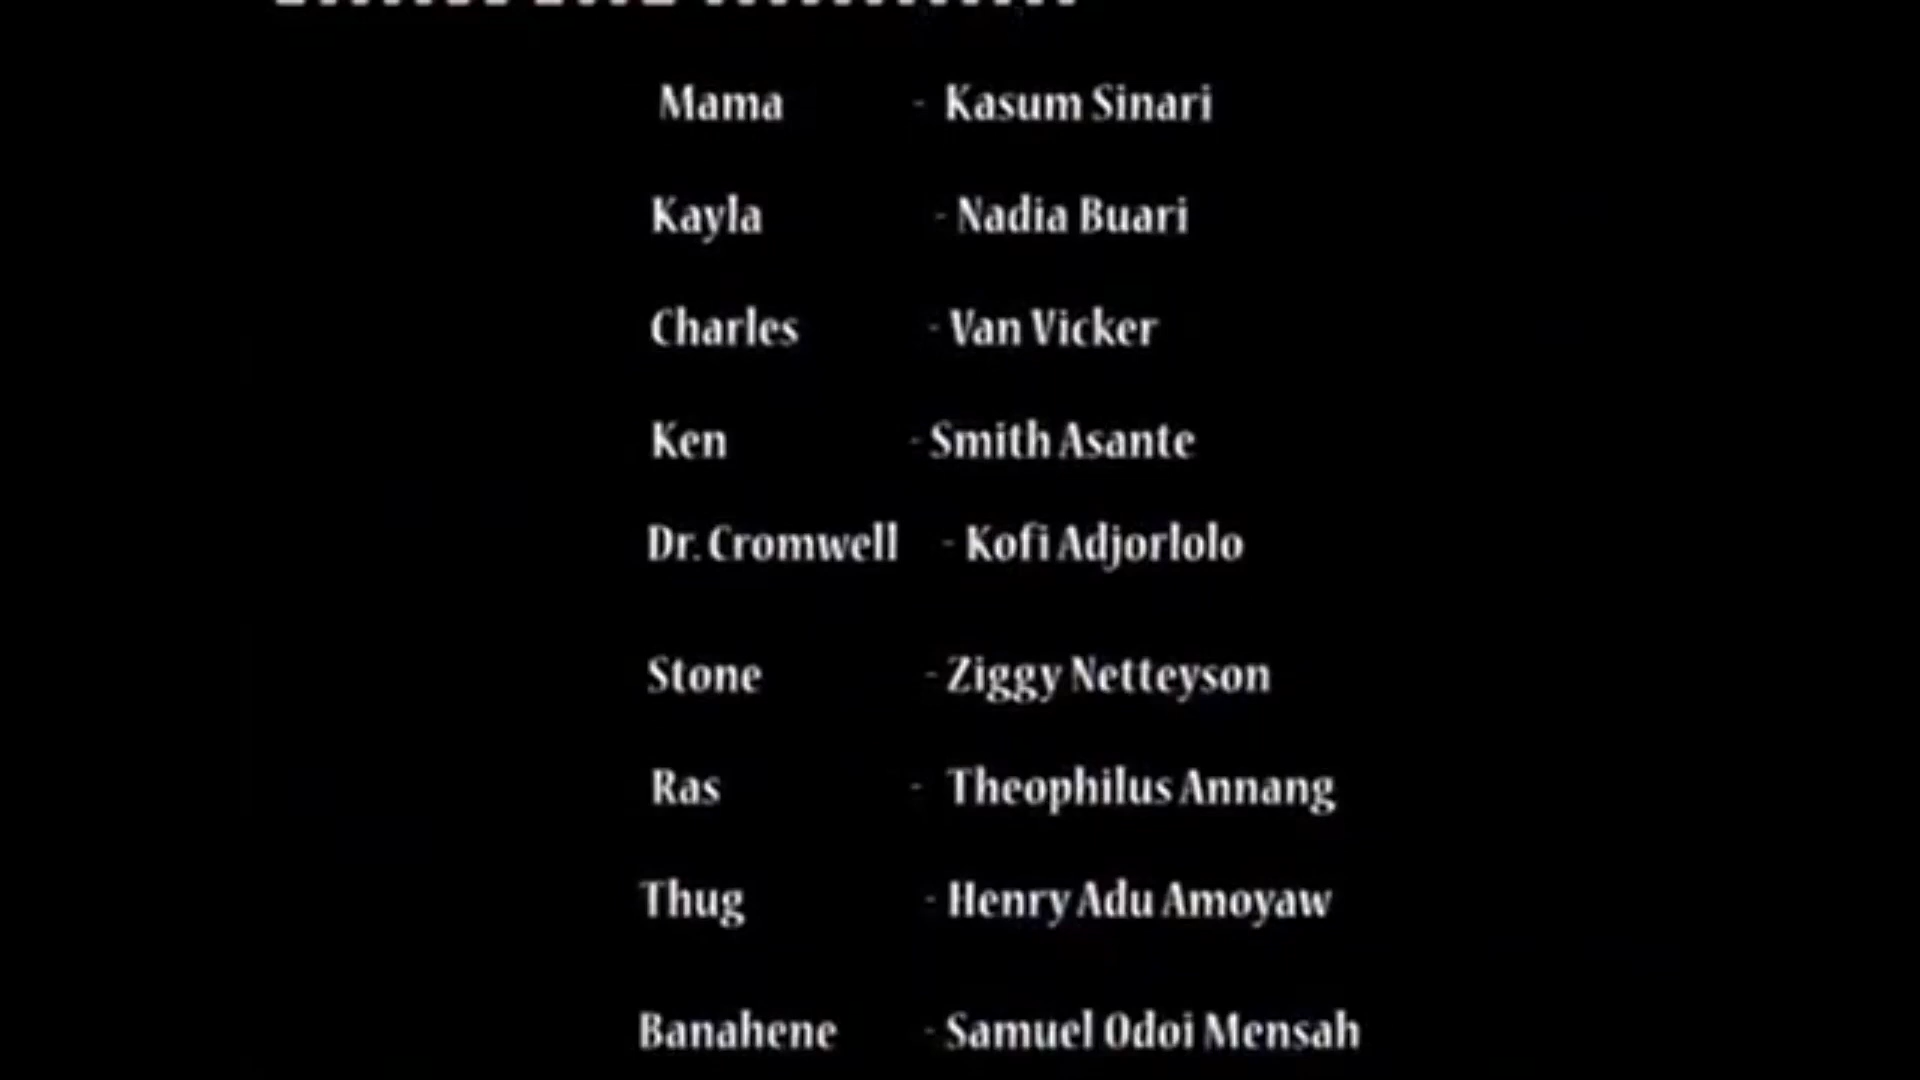 Mama - Kasum Sinari
Kayla - Nadia Buari
Charles - Van Vicker
Ken - Smith Asante
Dr. Cromwell - Kofi Adjorlolo
Stone - Ziggy Netteyson
Ras - Theophilus Annang
Thug - Henry Adu Amoyaw
Banahene - Samuel Odoi Mensah